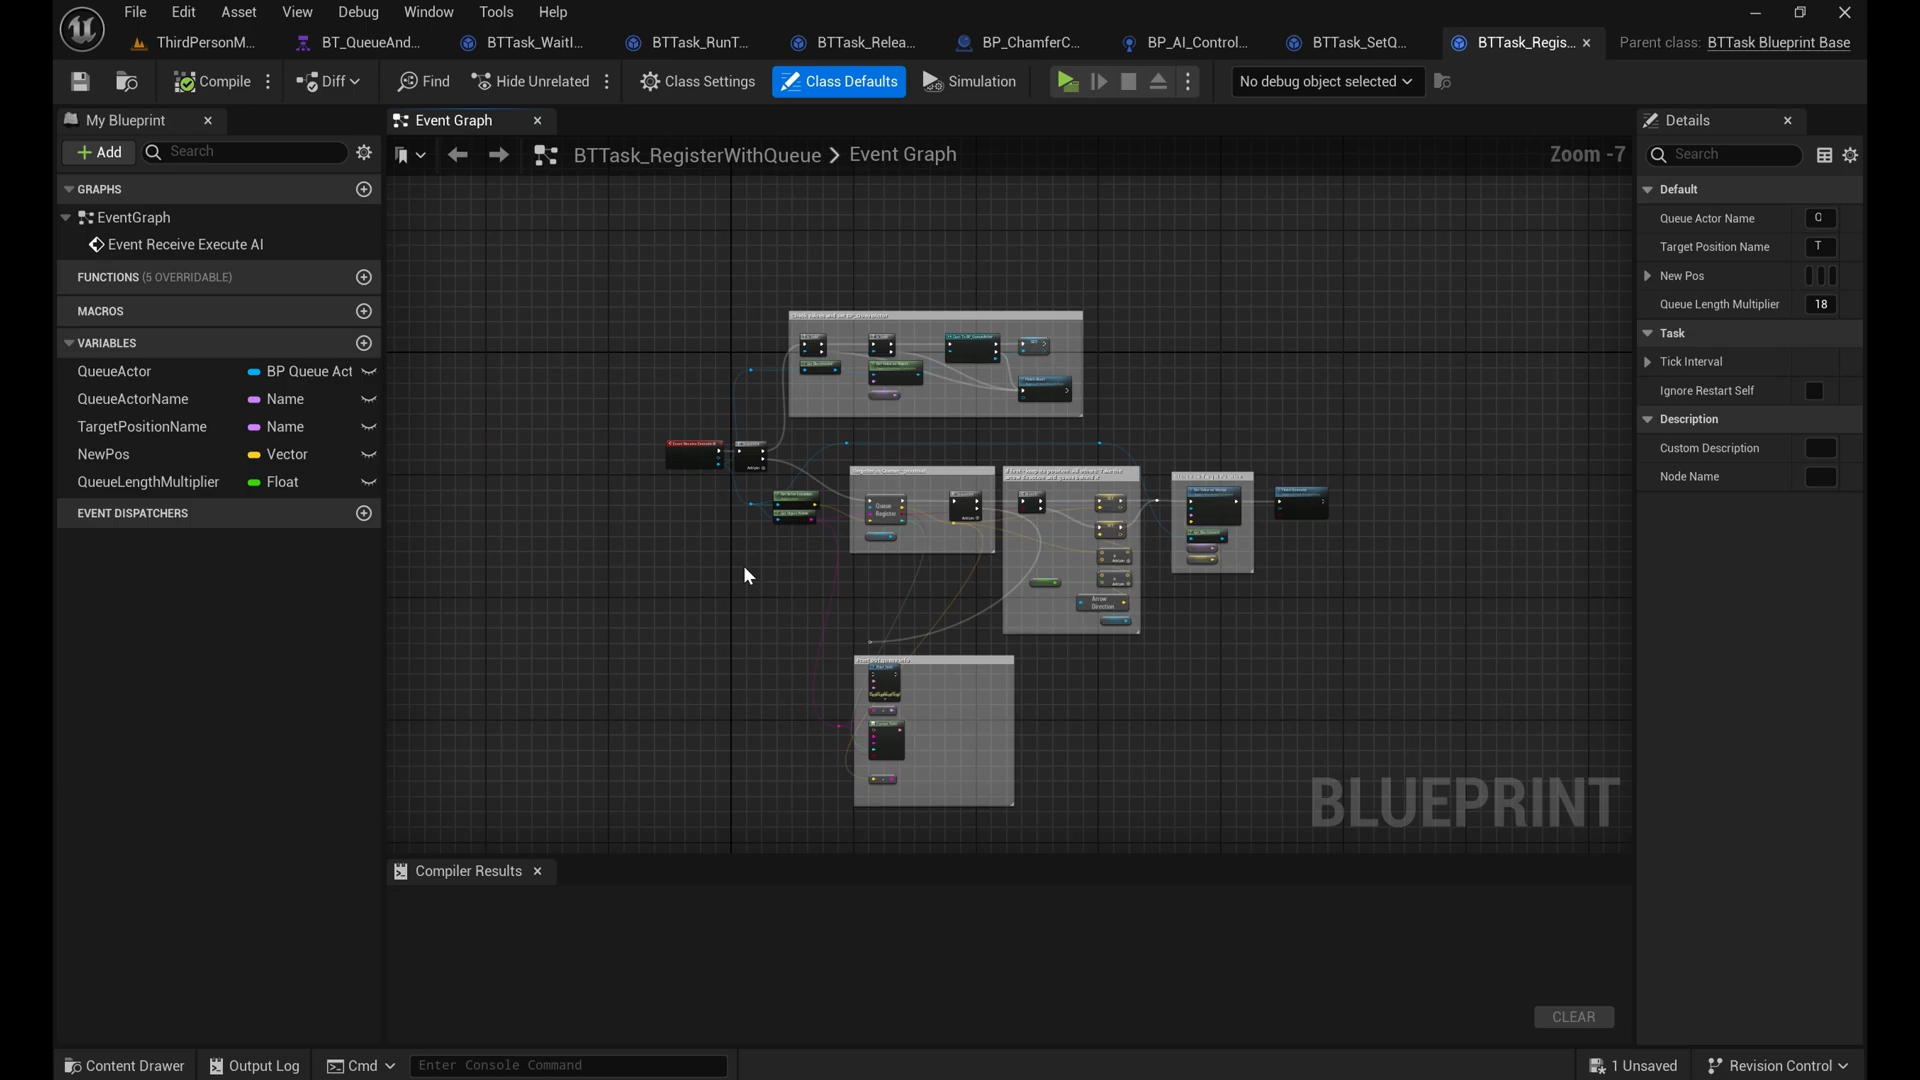 File Edit Asset View Debug Window Tools Help
ThirdPersonM... BT_QueueAnd... BTTask_WaitI... BTTask_RunT... BTTask_Relea... BP_ChamferC... BP_AI_Control... BTTask_SetQ... BTTask_Regis... Parent class: BTTask Blueprint Base
Compile Diff Find Hide Unrelated Class Settings Class Defaults Simulation No debug object selected
My Blueprint
Add Search
GRAPHS
EventGraph
Event Receive Execute AI
FUNCTIONS (5 OVERRIDABLE)
MACROS
VARIABLES
QueueActor BP Queue Act
QueueActorName Name
TargetPositionName Name
NewPos Vector
QueueLengthMultiplier Float
EVENT DISPATCHERS
Event Graph
BTTask_RegisterWithQueue > Event Graph
Zoom -7
Queue
Register
Arrow
Direction
BLUEPRINT
Compiler Results
CLEAR
Details
Search
Default
Queue Actor Name Q
Target Position Name T
New Pos
Queue Length Multiplier 18
Task
Tick Interval
Ignore Restart Self
Description
Custom Description
Node Name
Content Drawer Output Log Cmd Enter Console Command 1 Unsaved Revision Control